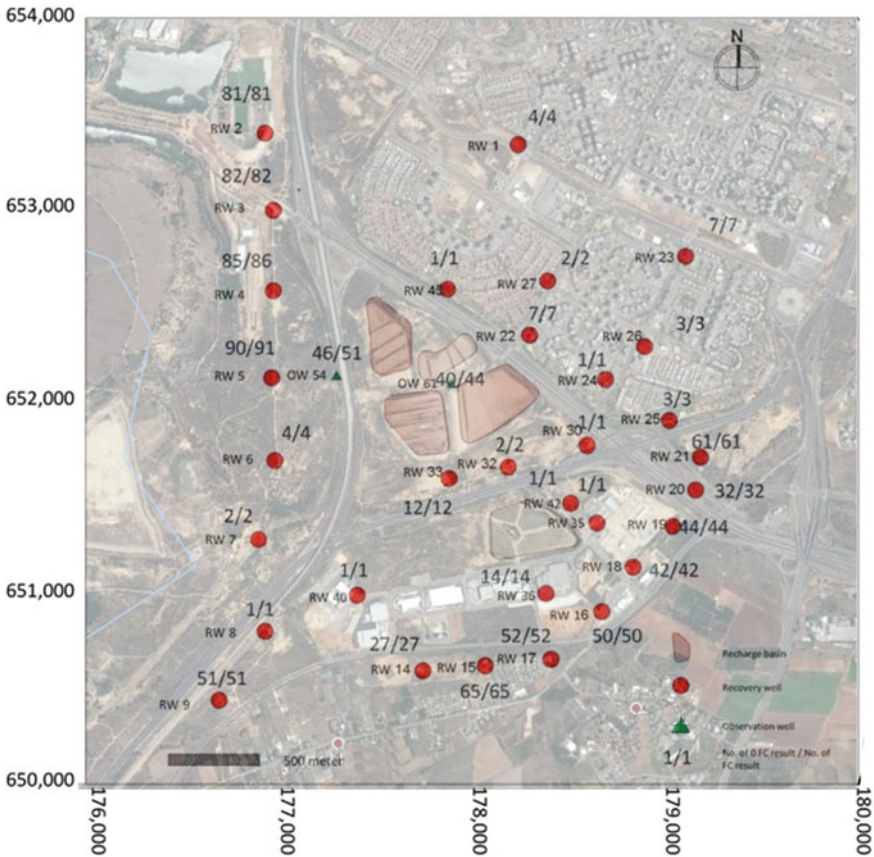 654,000
N
81/81
RW 2
4/4
RW 1
82/82
653,000
RW 3
7/7
RW 23
85/86
RW 4
1/1
RW 45
2/2
RW 27
7/7
RW 22
3/3
RW 26
90/91
RW 5
46/51
OW 54
40/44
OW 61
1/1
RW 24
652,000
3/3
RW 25
4/4
RW 6
1/1
RW 30
2/2
RW 32
RW 33
12/12
61/61
RW 21
RW 20
32/32
1/1
RW 42
1/1
RW 35
RW 19
44/44
2/2
RW 7
RW 18
42/42
651,000
1/1
RW 40
14/14
RW 36
RW 16
50/50
1/1
RW 8
27/27
RW 14
RW 15
65/65
52/52
RW 17
51/51
RW 9
Recharge basin
Recovery well
Observation well
1/1
No. of 0 FC result / No. of
FC result
500 meter
650,000
176,000
177,000
178,000
179,000
180,000